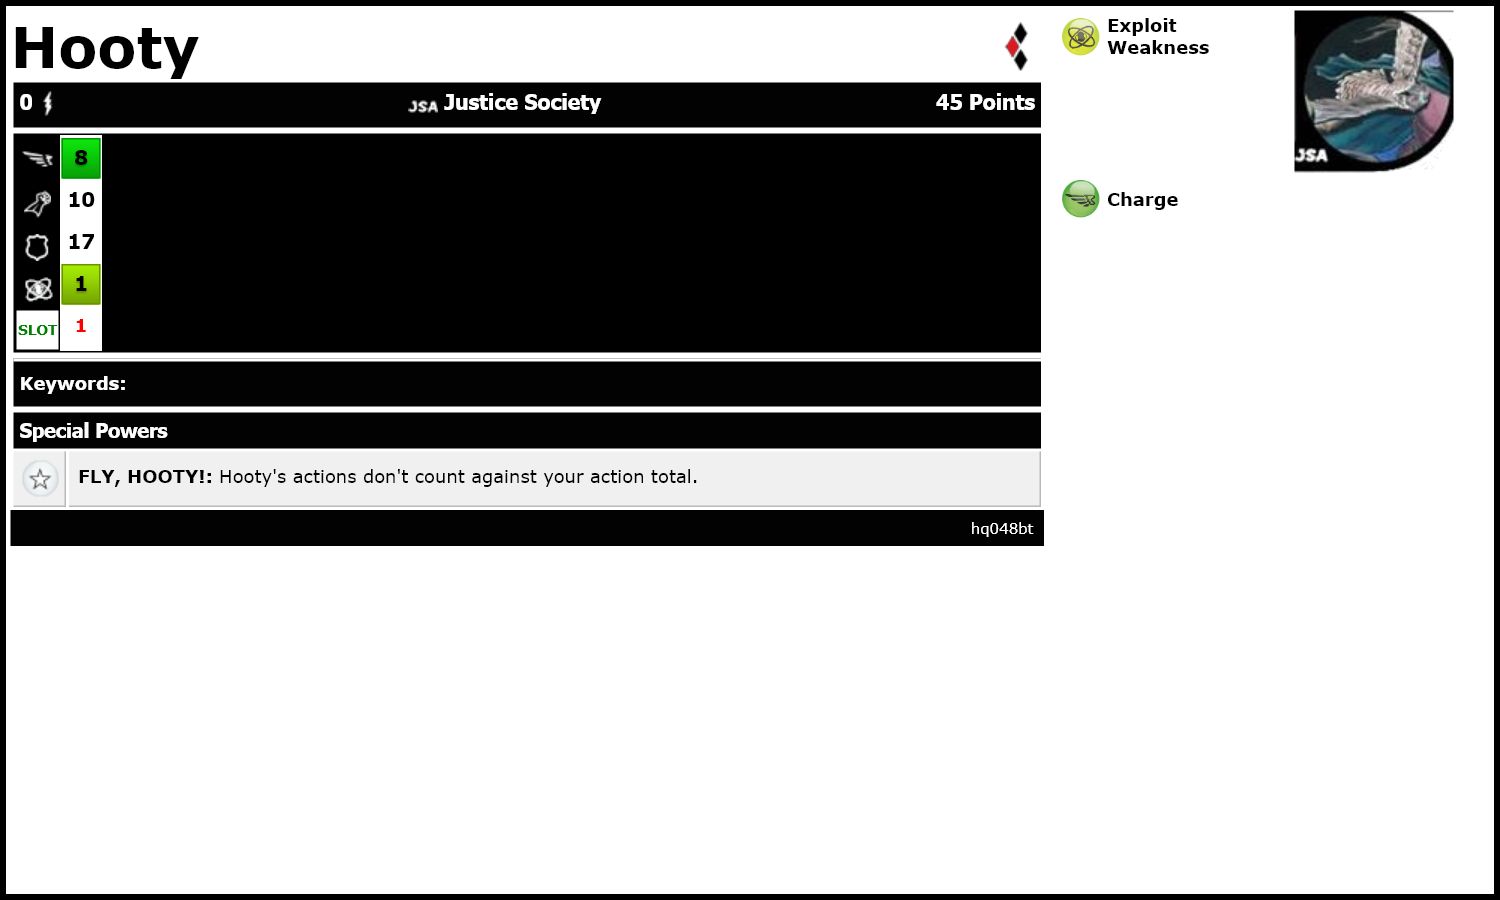 Hooty
0 JSA Justice Society 45 Points
8
10
17
1
SLOT 1
Keywords:
Special Powers
FLY, HOOTY!: Hooty's actions don't count against your action total.
hq048bt
Exploit
Weakness
Charge
JSA